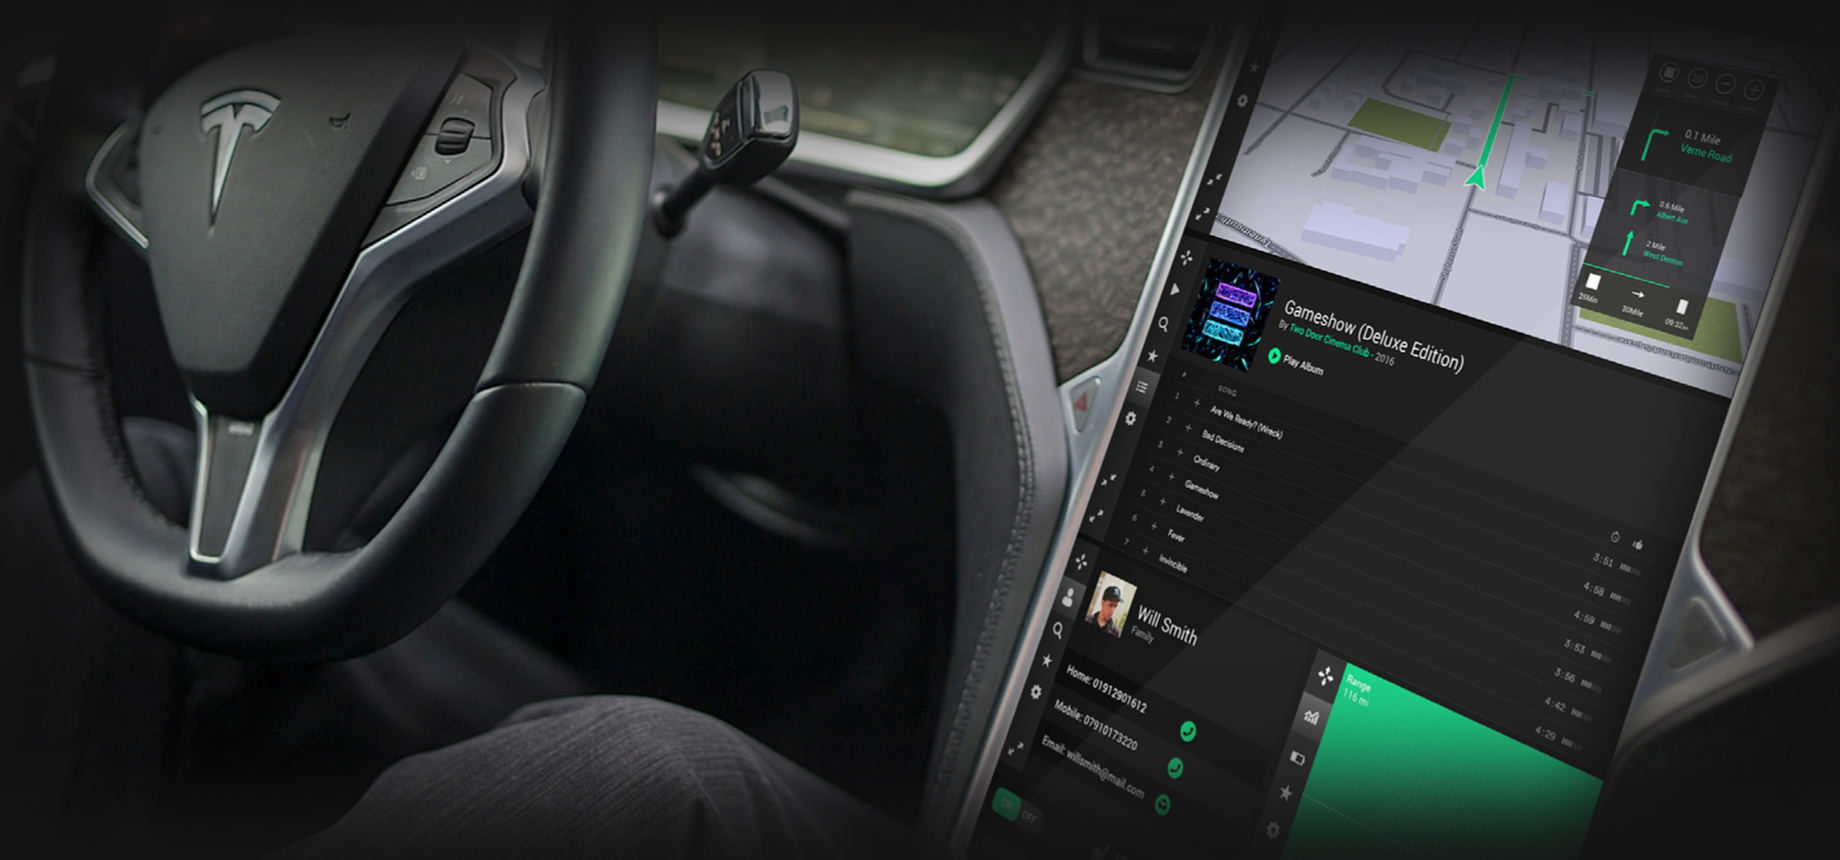 2D
0.1 Mile
Verne Road
0.6 Mile
Albert Ave
2 Mile
West Denton
25Min
30Mile
09:32
Gameshow (Deluxe Edition)
By Two Door Cinema Club - 2016
Play Album
# SONG
1 + Are We Ready? (Wreck) 3:51
2 + Bad Decisions 4:58
3 + Ordinary 4:59
4 + Gameshow 3:53
5 + Lavender 3:56
6 + Fever 4:42
7 + Invincible 4:29
Will Smith
Family
Home: 01912901612
Mobile: 07910173220
Email: willsmith@mail.com
ON OFF
Range
116 mi